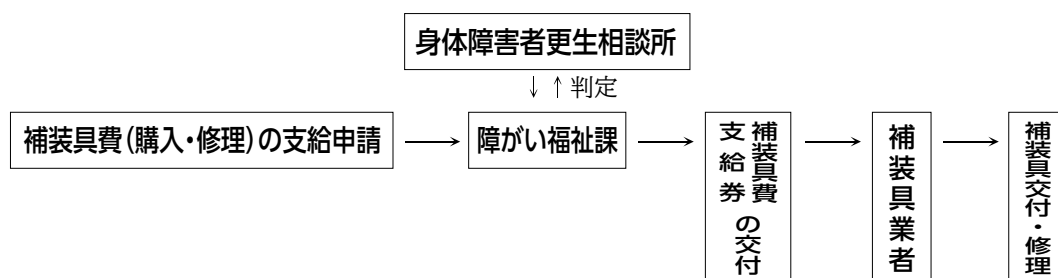 身体障害者更生相談所
↓ ↑ 判定
補装具費(購入・修理)の支給申請
→
障がい福祉課
→
補装具費
支給券
の交付
→
補装具業者
→
補装具交付・修理